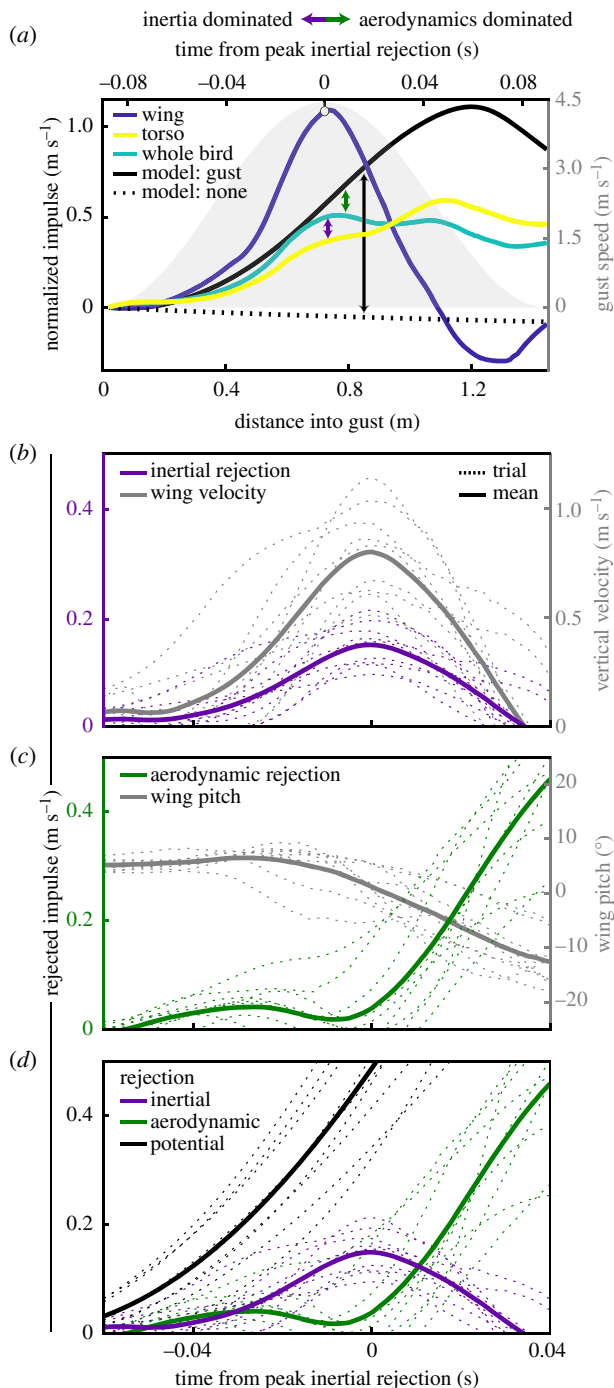 inertia dominated aerodynamics dominated
(a)
time from peak inertial rejection (s)
–0.08 –0.04 0 0.04 0.08
wing
torso
whole bird
model: gust
model: none
1.0
0.5
0
normalized impulse (m s–1)
4.5
3.0
1.5
0
gust speed (m s–1)
0 0.4 0.8 1.2
distance into gust (m)
(b)
inertial rejection
wing velocity
trial
mean
0.4
0.2
0
1.0
0.5
0
vertical velocity (m s–1)
(c)
aerodynamic rejection
wing pitch
0.4
0.2
0
rejected impulse (m s–1)
20
10
0
–10
–20
wing pitch (°)
(d)
rejection
inertial
aerodynamic
potential
0.4
0.2
0
–0.04 0 0.04
time from peak inertial rejection (s)